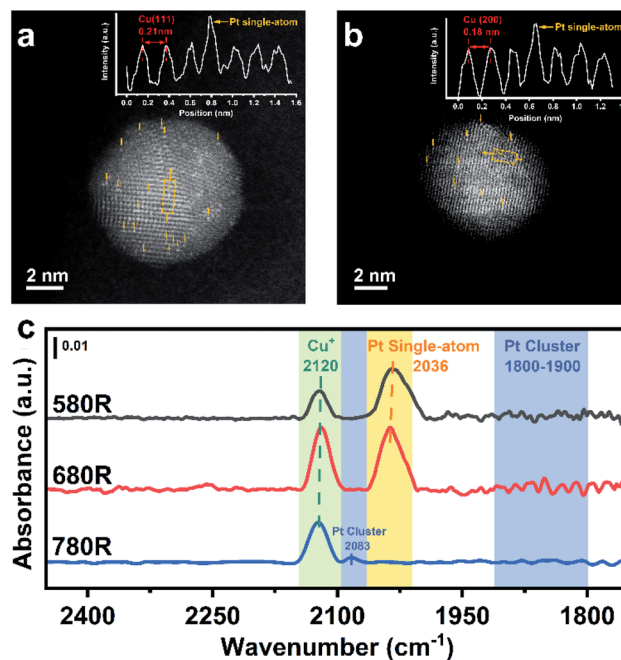 a
Cu(111)
0.21nm
Pt single-atom
Intensity (a.u.)
0.0 0.2 0.4 0.6 0.8 1.0 1.2 1.4 1.6
Position (nm)
2 nm
b
Cu (200)
0.18 nm
Pt single-atom
Intensity (a.u.)
0.0 0.2 0.4 0.6 0.8 1.0 1.2
Position (nm)
2 nm
c
0.01
Cu+
2120
Pt Single-atom
2036
Pt Cluster
1800-1900
580R
680R
780R
Pt Cluster
2083
Absorbance (a.u.)
2400 2250 2100 1950 1800
Wavenumber (cm-1)